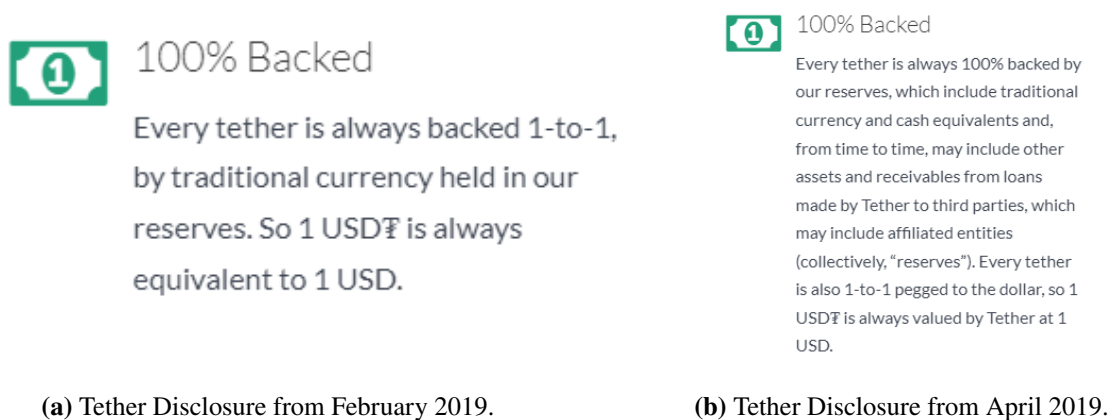 1
100% Backed
Every tether is always backed 1-to-1,
by traditional currency held in our
reserves. So 1 USD₮ is always
equivalent to 1 USD.
(a) Tether Disclosure from February 2019.
1
100% Backed
Every tether is always 100% backed by
our reserves, which include traditional
currency and cash equivalents and,
from time to time, may include other
assets and receivables from loans
made by Tether to third parties, which
may include affiliated entities
(collectively, “reserves”). Every tether
is also 1-to-1 pegged to the dollar, so 1
USD₮ is always valued by Tether at 1
USD.
(b) Tether Disclosure from April 2019.